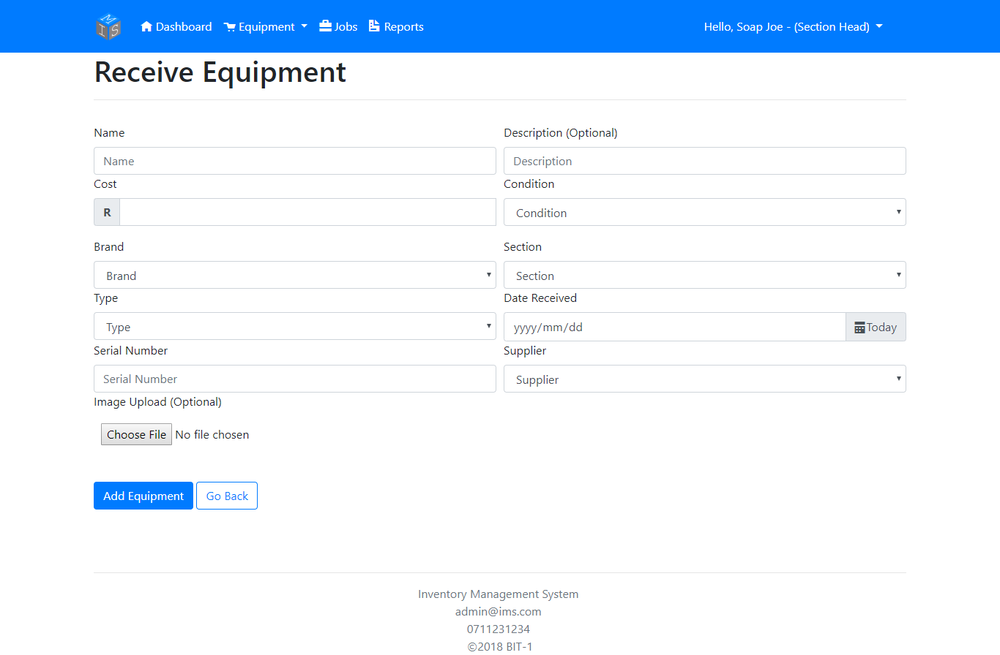 M
I S
Dashboard Equipment Jobs Reports Hello, Soap Joe - (Section Head)
Receive Equipment
Name Description (Optional)
Name Description
Cost Condition
R Condition
Brand Section
Brand Section
Type Date Received
Type yyyy/mm/dd Today
Serial Number Supplier
Serial Number Supplier
Image Upload (Optional)
Choose File No file chosen
Add Equipment Go Back
Inventory Management System
admin@ims.com
0711231234
©2018 BIT-1